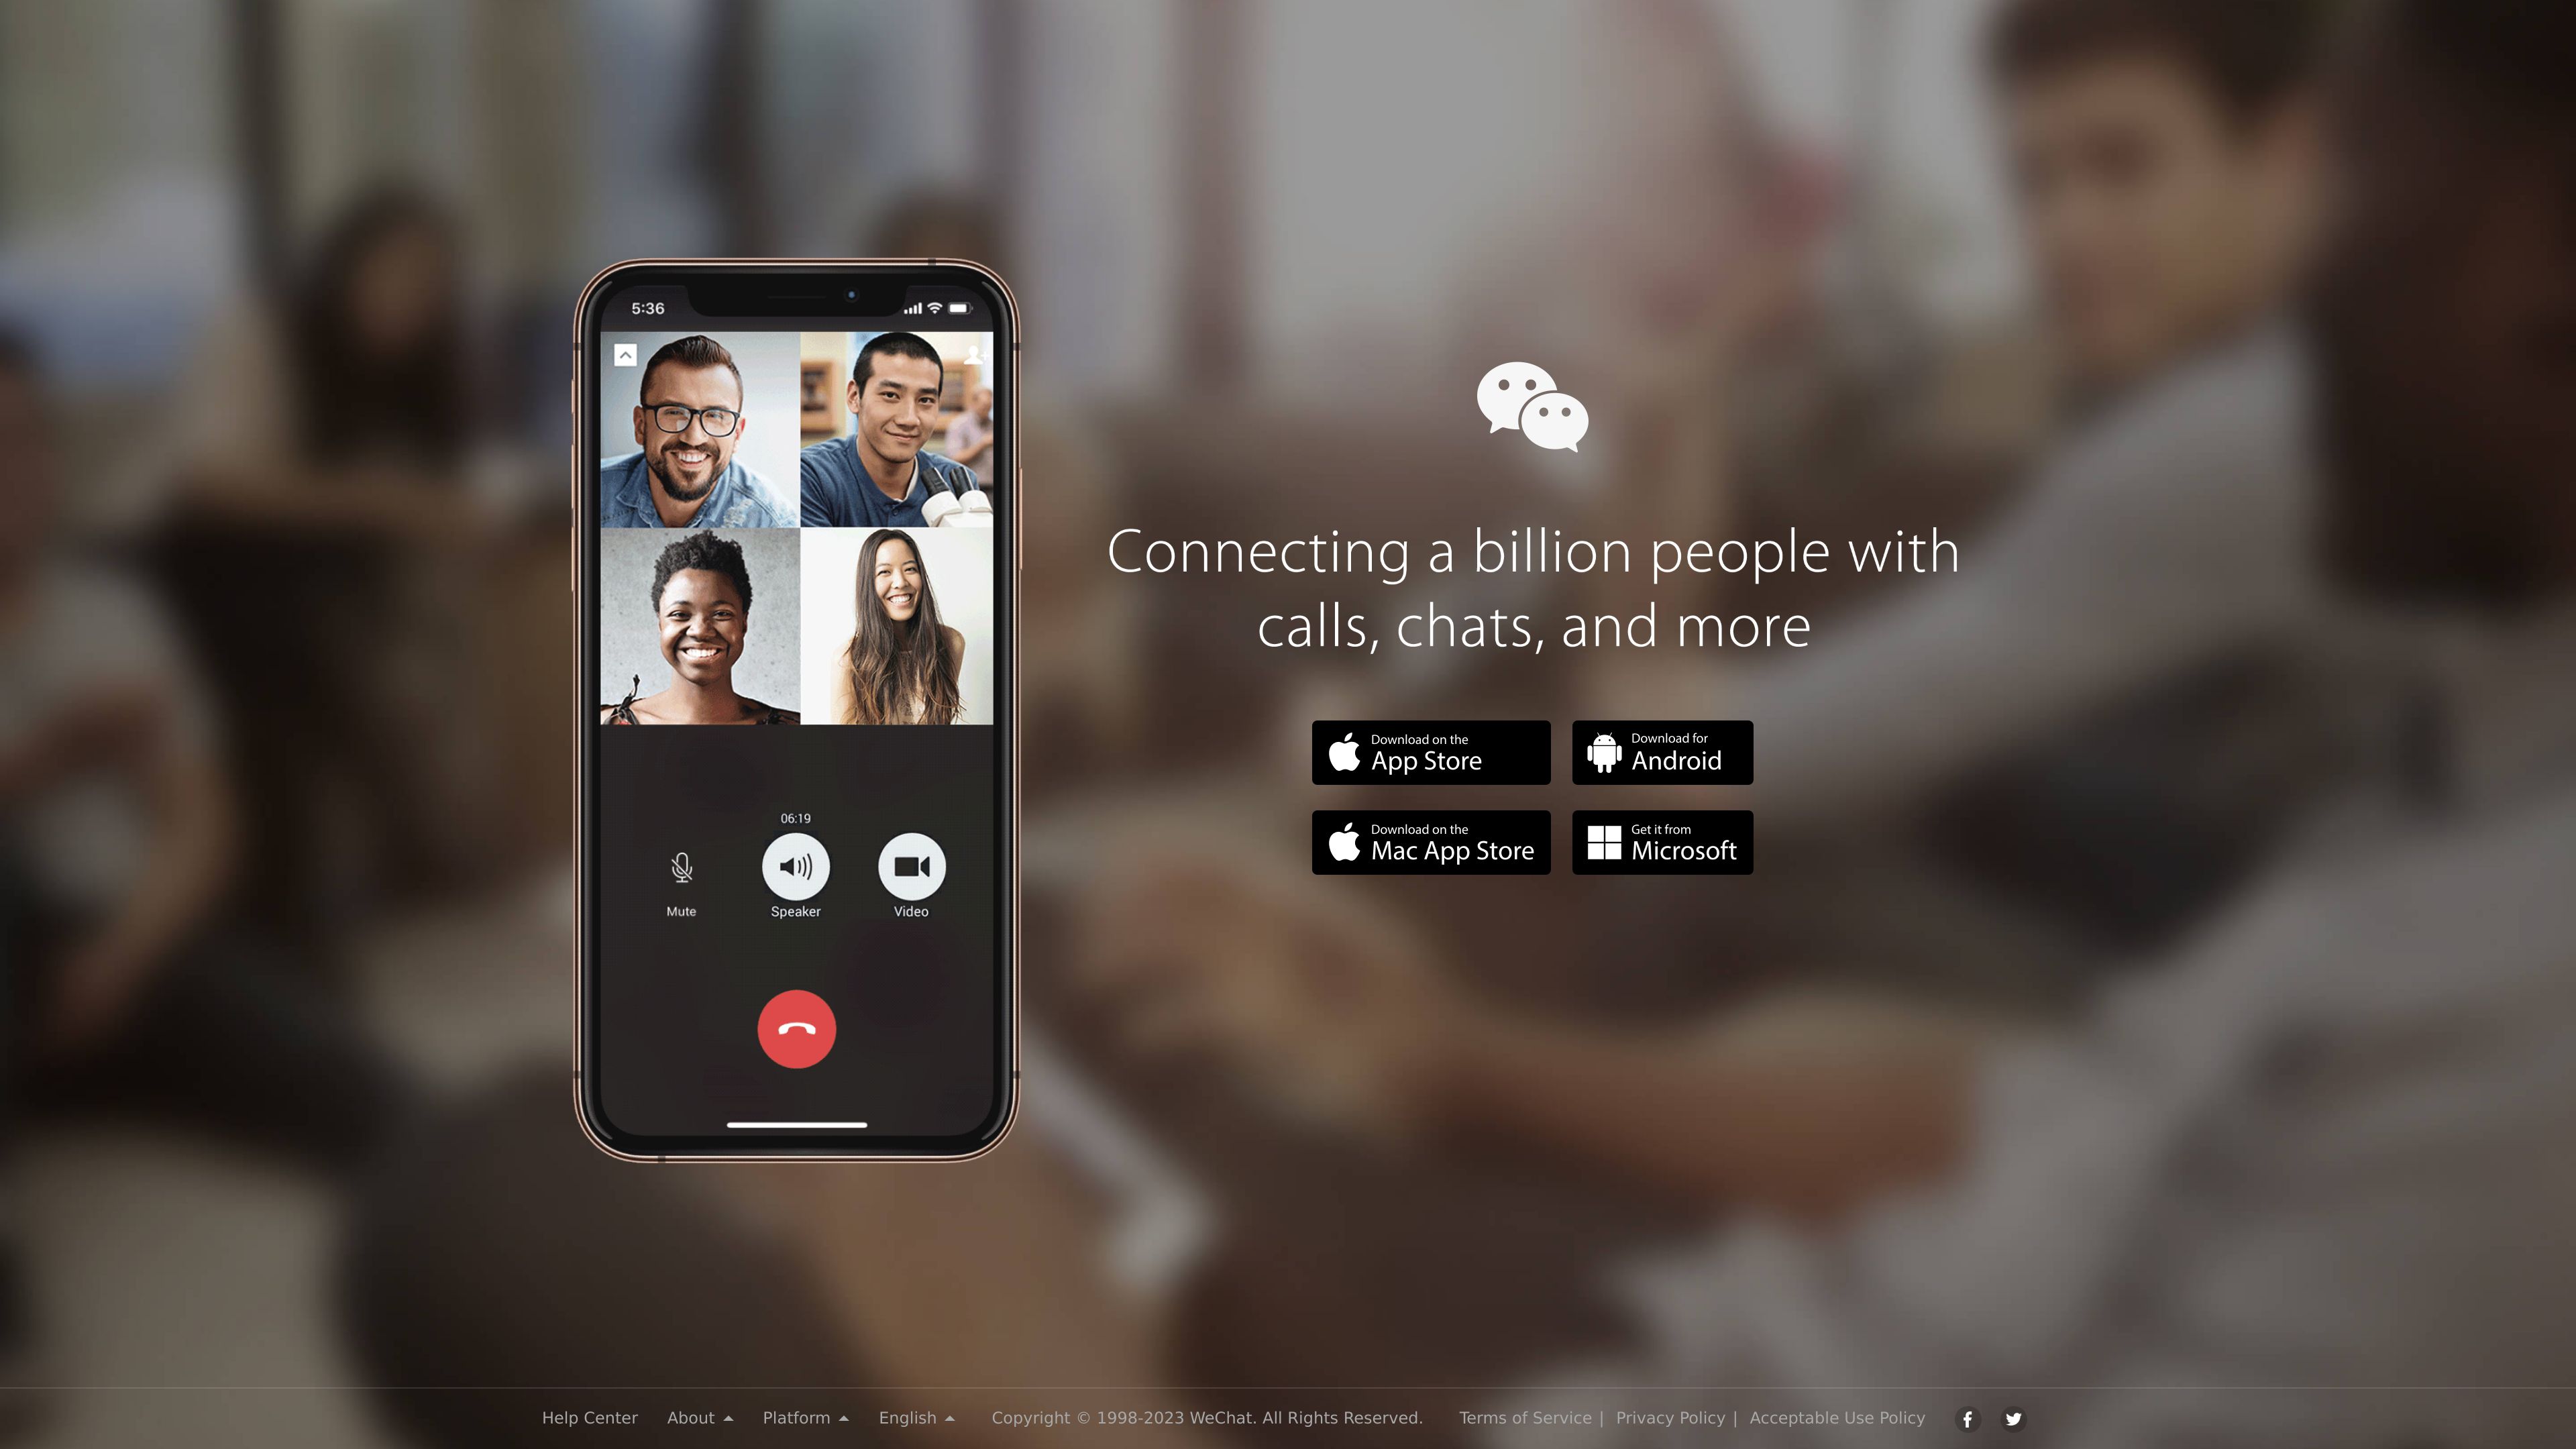 5:36
06:19
Mute
Speaker
Video
Connecting a billion people with
calls, chats, and more
Download on the
App Store
Download for
Android
Download on the
Mac App Store
Get it from
Microsoft
Help Center About Platform English Copyright © 1998-2023 WeChat. All Rights Reserved. Terms of Service | Privacy Policy | Acceptable Use Policy